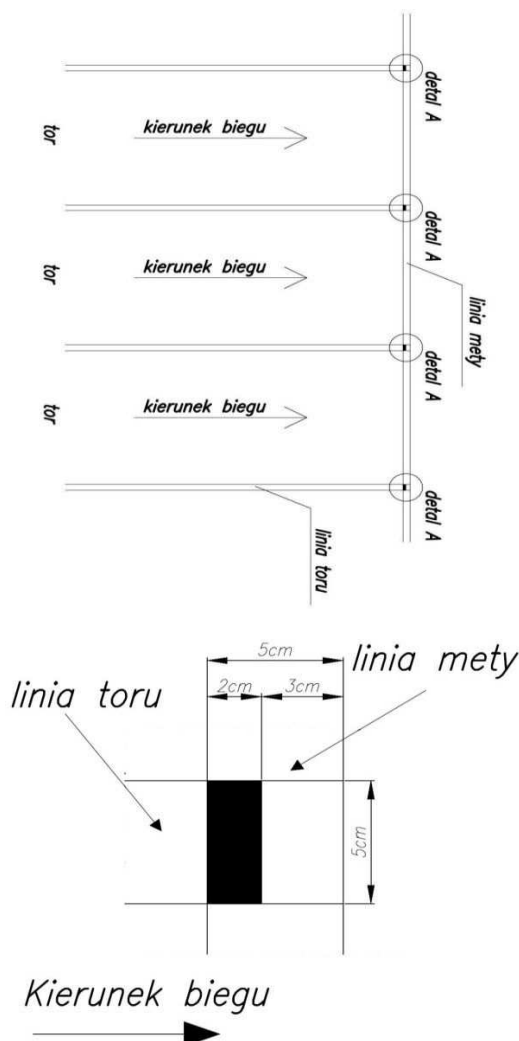 detal A
kierunek biegu
tor
detal A
kierunek biegu
tor
linia mety
detal A
kierunek biegu
tor
detal A
linia toru
5cm
linia mety
2cm
3cm
linia toru
5cm
Kierunek biegu